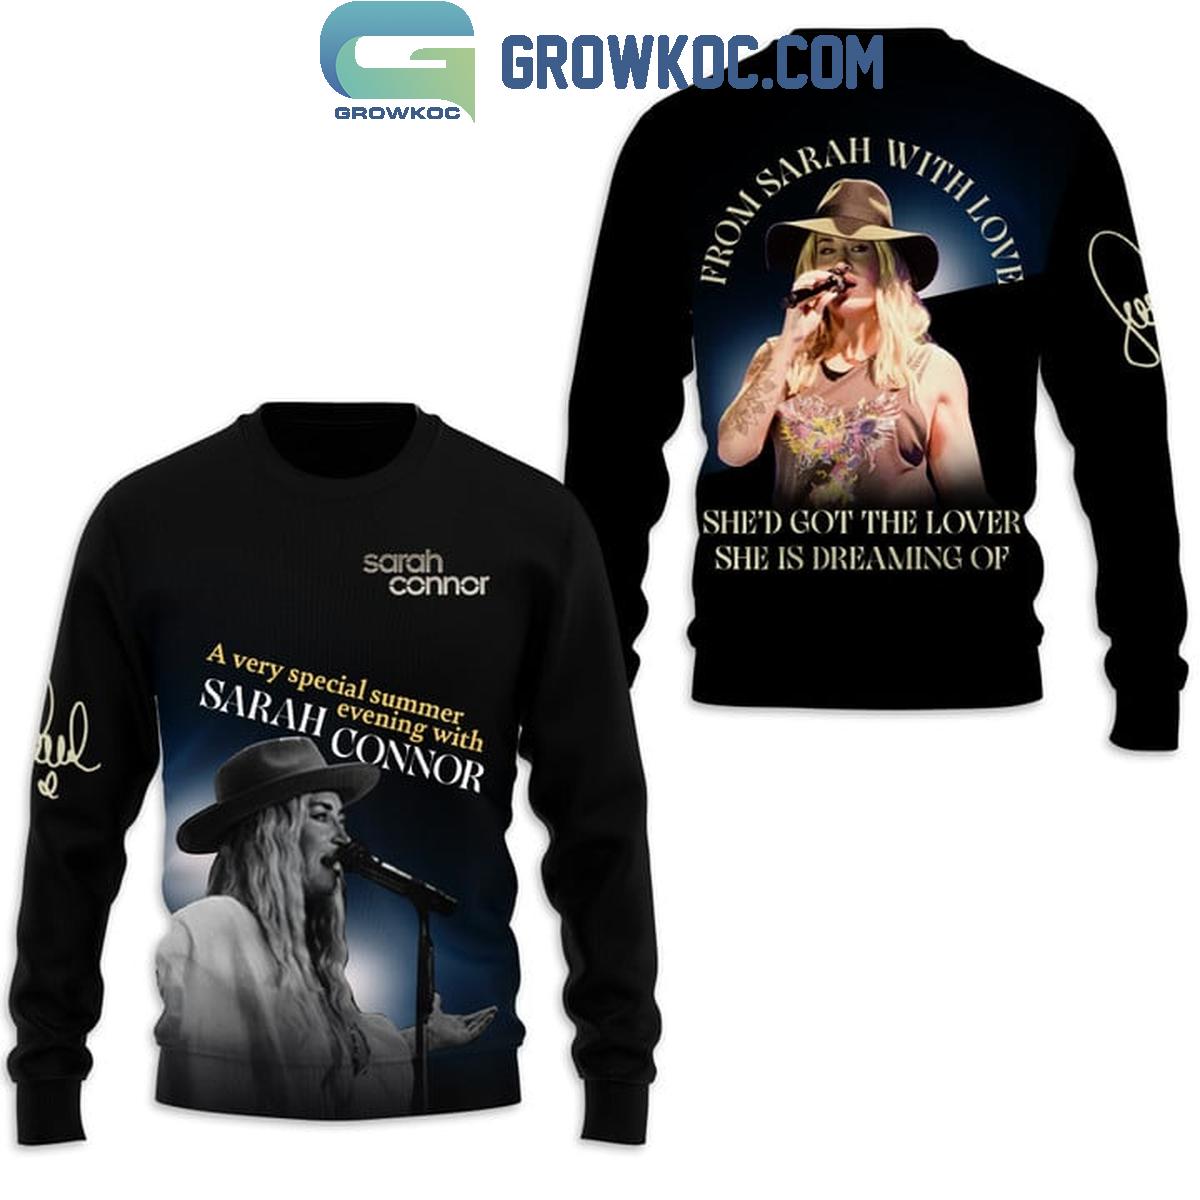 GROWKOC
GROWKOC.COM
FROM SARAH WITH LOVE
SHE'D GOT THE LOVER
SHE IS DREAMING OF
sarah
connor
A very special summer
evening with
SARAH
CONNOR